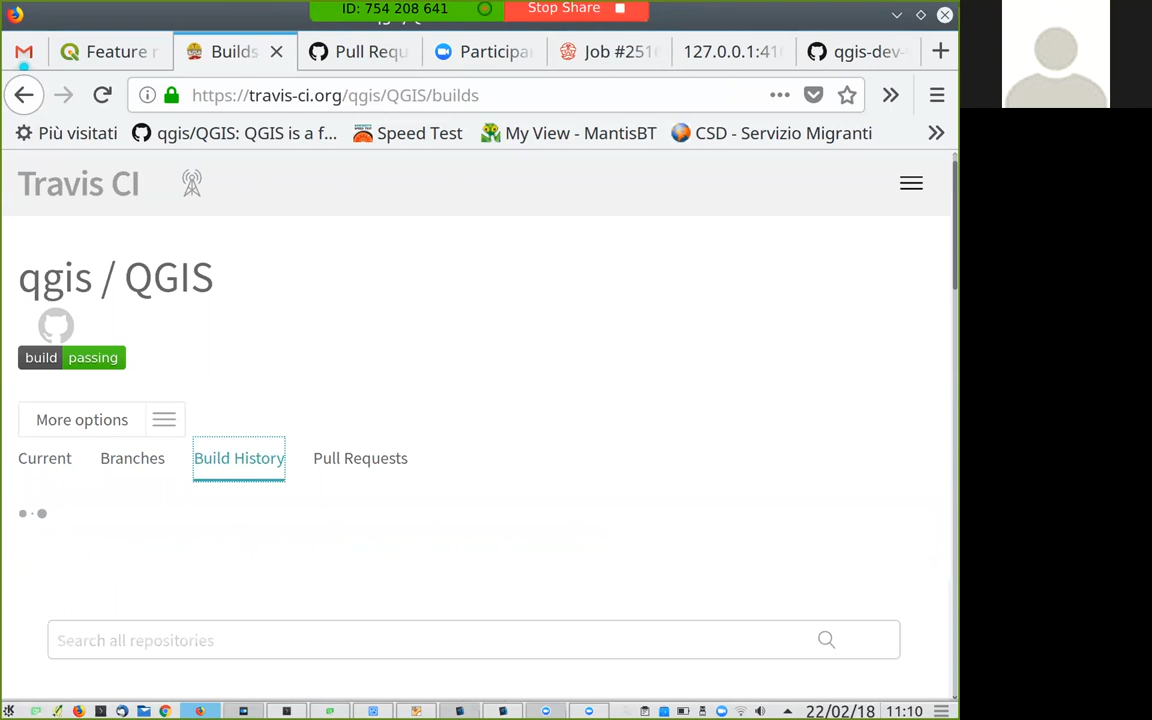 ID: 754 208 641
Stop Share
Feature r
Builds
Pull Requ
Participa
Job #2516
127.0.0.1:41
qgis-dev-
https://travis-ci.org/qgis/QGIS/builds
Più visitati
qgis/QGIS: QGIS is a f...
Speed Test
My View - MantisBT
CSD - Servizio Migranti
Travis CI
qgis / QGIS
build passing
More options
Current
Branches
Build History
Pull Requests
Search all repositories
22/02/18
11:10